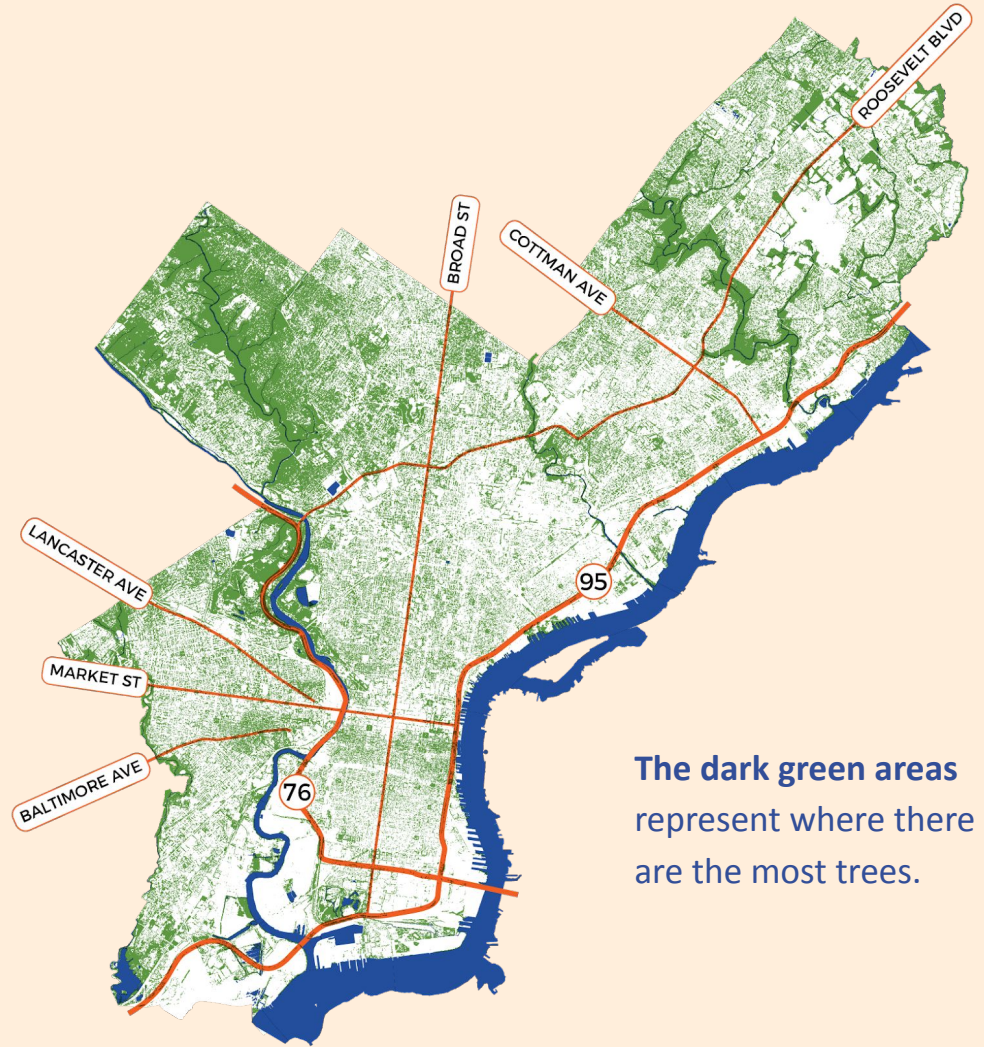 ROOSEVELT BLVD
BROAD ST
COTTMAN AVE
LANCASTER AVE
95
MARKET ST
BALTIMORE AVE
76
The dark green areas
represent where there
are the most trees.